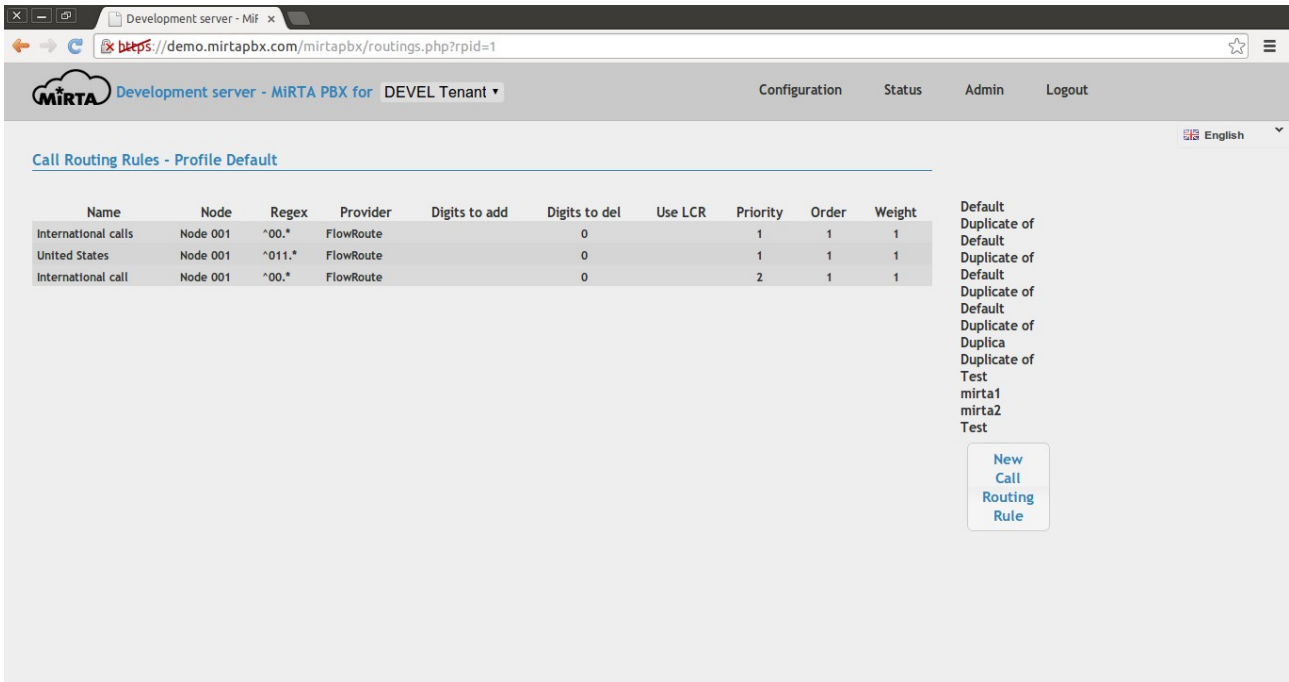 Development server - MiF
https://demo.mirtapbx.com/mirtapbx/routings.php?rpid=1
MiRTA Development server - MiRTA PBX for DEVEL Tenant Configuration Status Admin Logout
English
Call Routing Rules - Profile Default
Name Node Regex Provider Digits to add Digits to del Use LCR Priority Order Weight
International calls Node 001 ^00.* FlowRoute 0 1 1 1
United States Node 001 ^011.* FlowRoute 0 1 1 1
International call Node 001 ^00.* FlowRoute 0 2 1 1
Default
Duplicate of
Default
Duplicate of
Default
Duplicate of
Default
Duplicate of
Duplica
Duplicate of
Test
mirta1
mirta2
Test
New
Call
Routing
Rule